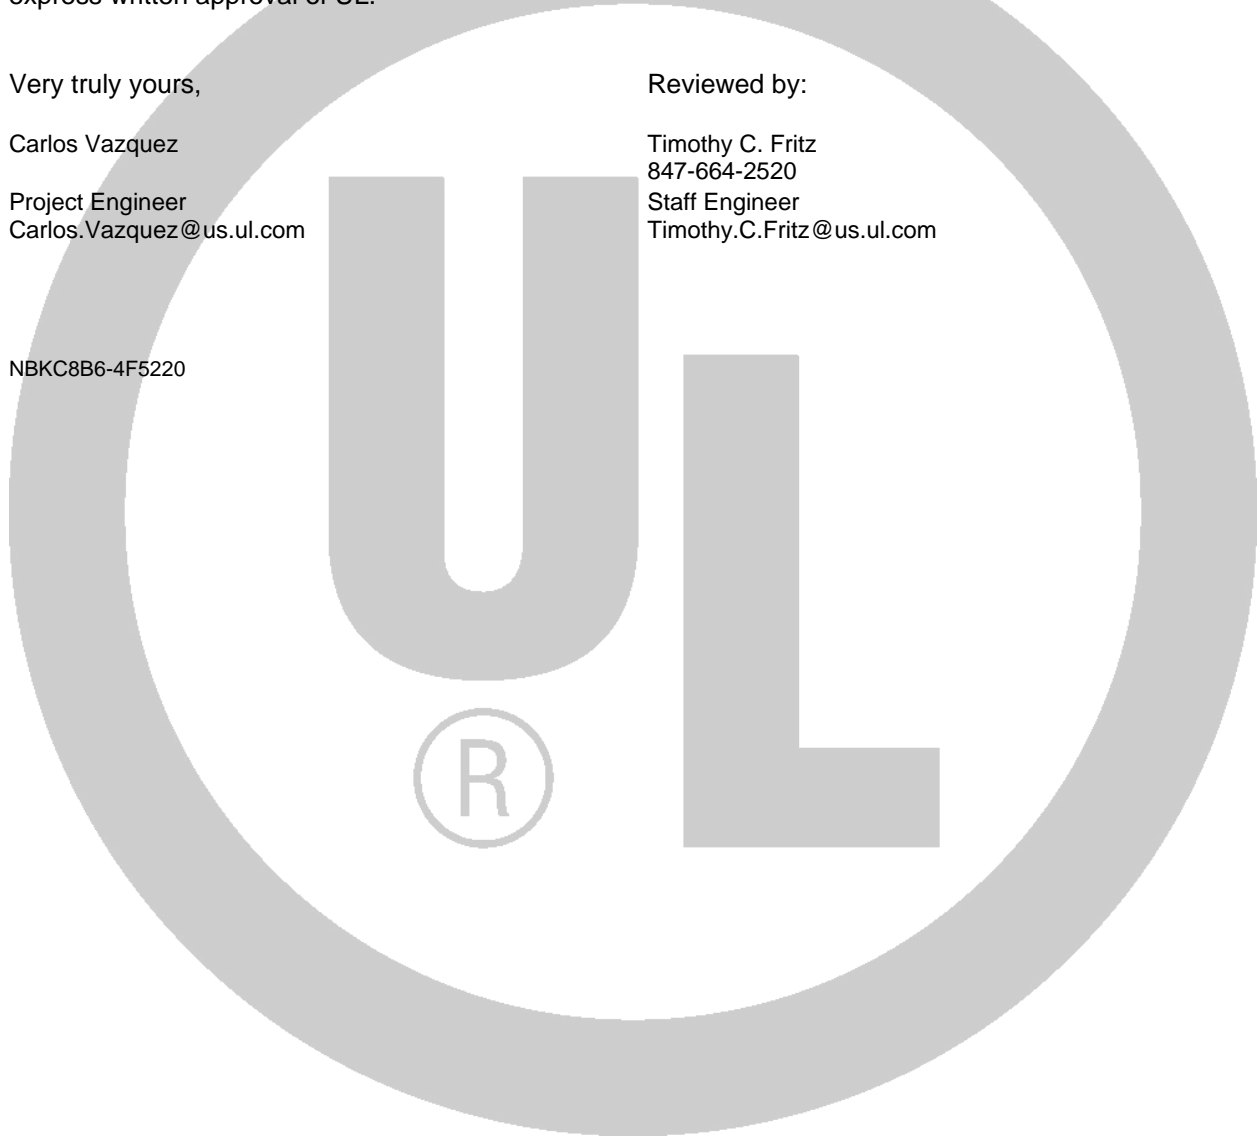 express written approval of UL.
Very truly yours,
Reviewed by:
Carlos Vazquez
Timothy C. Fritz
847-664-2520
Project Engineer
Staff Engineer
Carlos.Vazquez@us.ul.com
Timothy.C.Fritz@us.ul.com
NBKC8B6-4F5220
UL
®